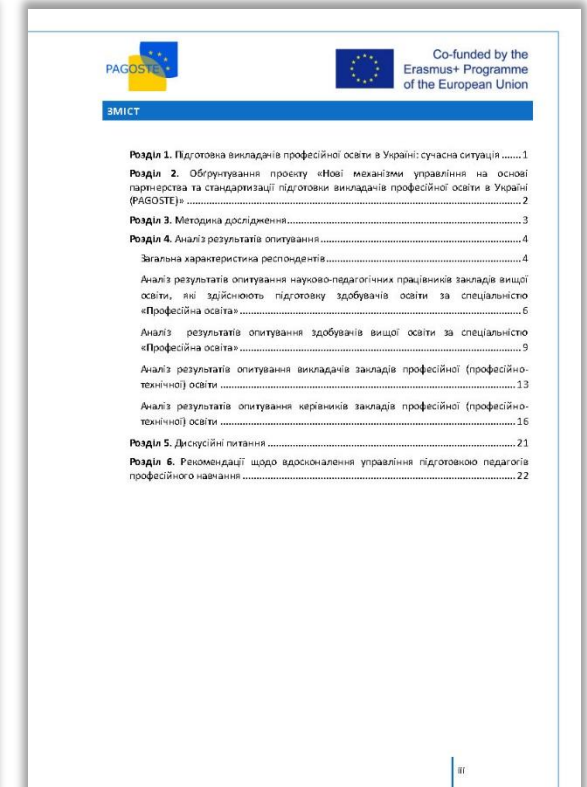 PAGOSTE
Co-funded by the
Erasmus+ Programme
of the European Union
ЗМІСТ
Розділ 1. Підготовка викладачів професійної освіти в Україні: сучасна ситуація ....... 1
Розділ 2. Обґрунтування проєкту «Нові механізми управління на основі
партнерства та стандартизації підготовки викладачів професійної освіти в Україні
(PAGOSTE)» ....... 2
Розділ 3. Методика дослідження ....... 3
Розділ 4. Аналіз результатів опитування ....... 4
Загальна характеристика респондентів ....... 4
Аналіз результатів опитування науково-педагогічних працівників закладів вищої
освіти, які здійснюють підготовку здобувачів освіти за спеціальністю
«Професійна освіта» ....... 6
Аналіз результатів опитування здобувачів вищої освіти за спеціальністю
«Професійна освіта» ....... 9
Аналіз результатів опитування викладачів закладів професійної (професійно-
технічної) освіти ....... 13
Аналіз результатів опитування керівників закладів професійної (професійно-
технічної) освіти ....... 16
Розділ 5. Дискусійні питання ....... 21
Розділ 6. Рекомендації щодо вдосконалення управління підготовкою педагогів
професійного навчання ....... 22
iii